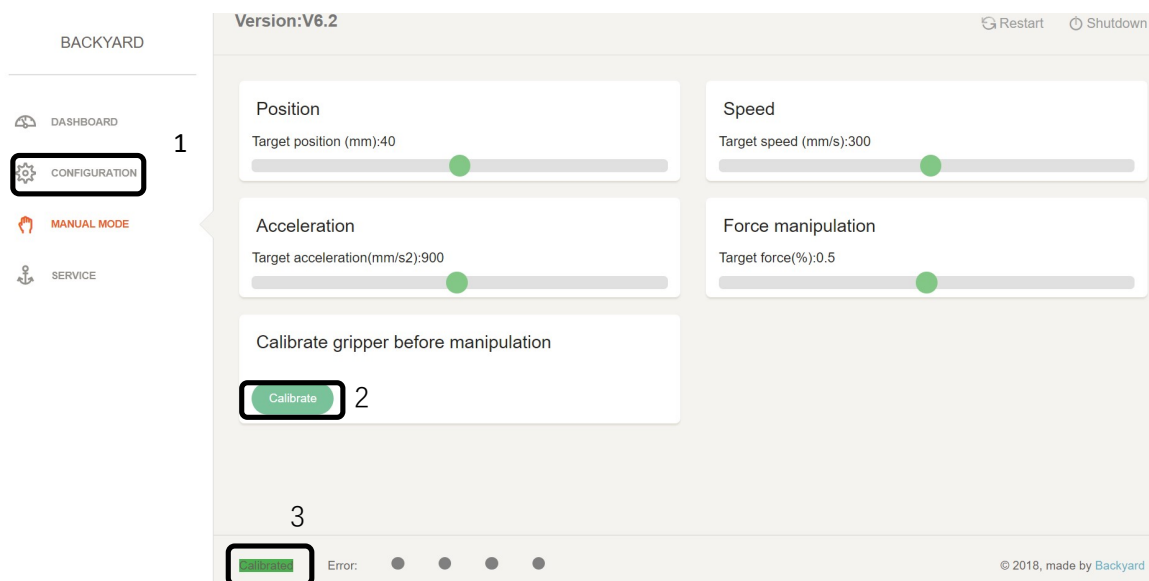 BACKYARD
DASHBOARD
1
CONFIGURATION
MANUAL MODE
SERVICE
Version:V6.2
Restart
Shutdown
Position
Target position (mm):40
Speed
Target speed (mm/s):300
Acceleration
Target acceleration(mm/s2):900
Force manipulation
Target force(%):0.5
Calibrate gripper before manipulation
Calibrate
2
3
Calibrated
Error:
© 2018, made by Backyard